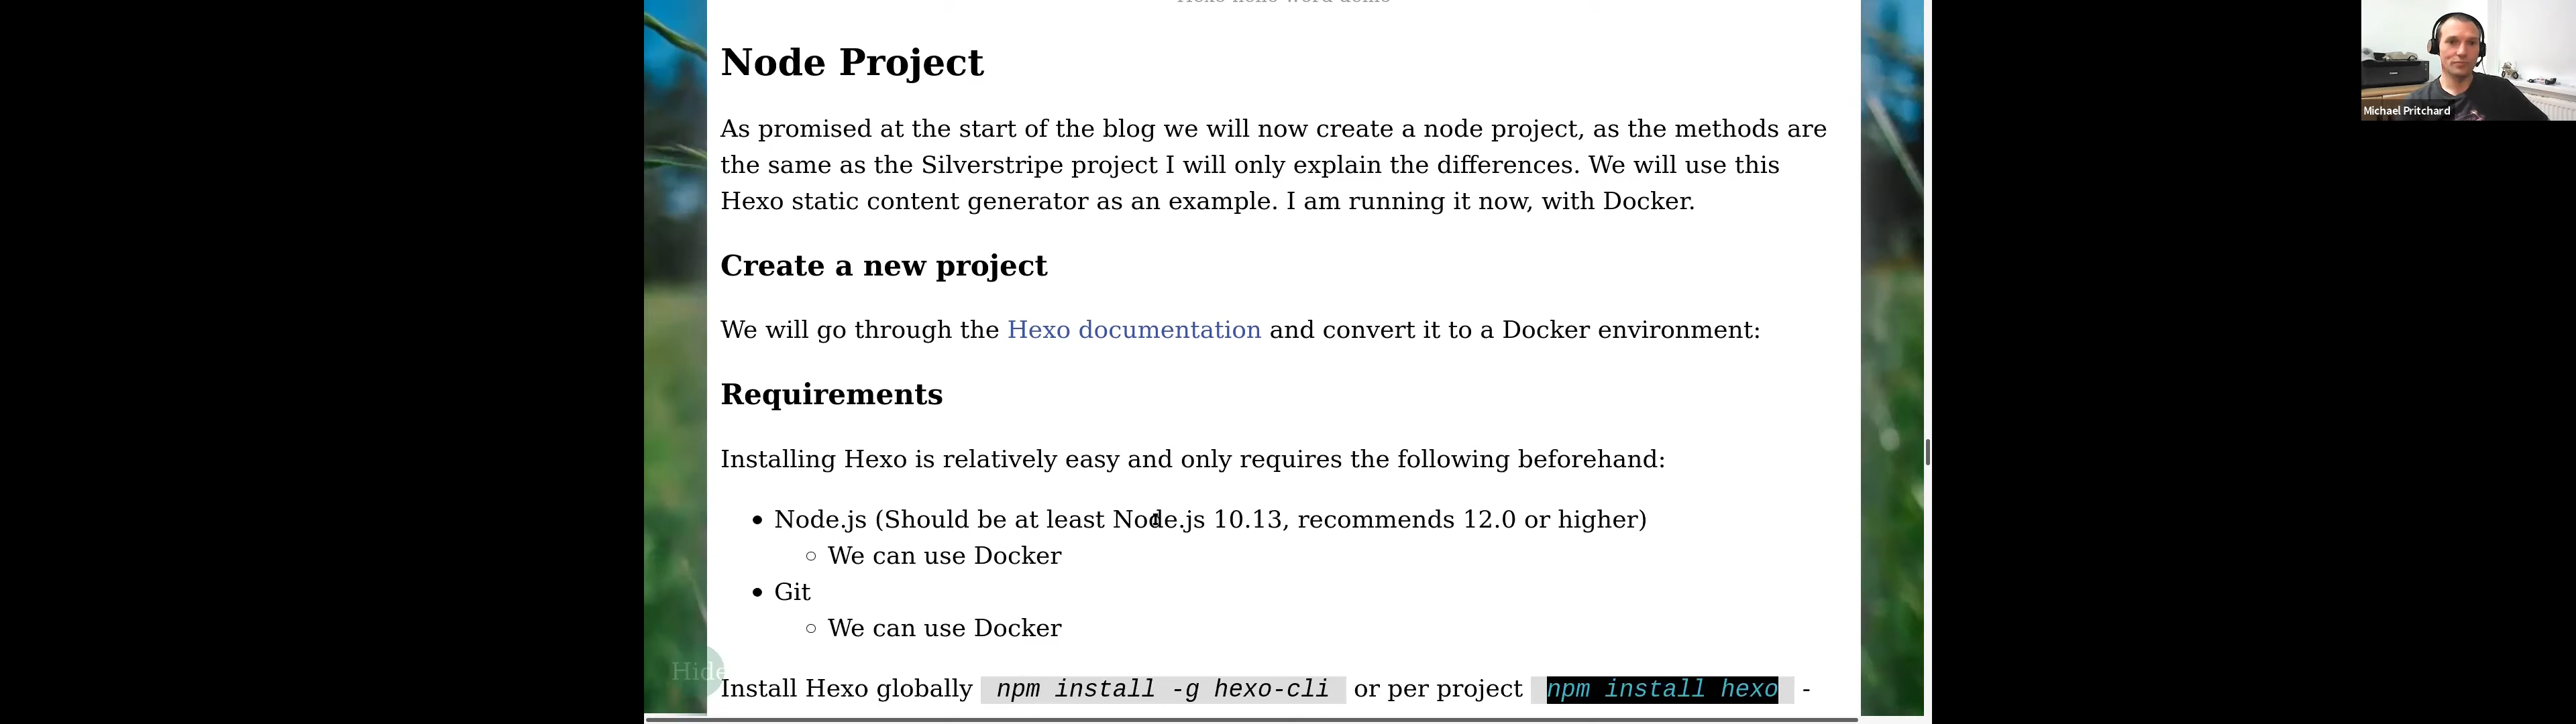 Node Project
As promised at the start of the blog we will now create a node project, as the methods are
the same as the Silverstripe project I will only explain the differences. We will use this
Hexo static content generator as an example. I am running it now, with Docker.
Create a new project
We will go through the Hexo documentation and convert it to a Docker environment:
Requirements
Installing Hexo is relatively easy and only requires the following beforehand:
• Node.js (Should be at least Node.js 10.13, recommends 12.0 or higher)
○ We can use Docker
• Git
○ We can use Docker
Hide
Install Hexo globally npm install -g hexo-cli or per project npm install hexo -
Michael Pritchard